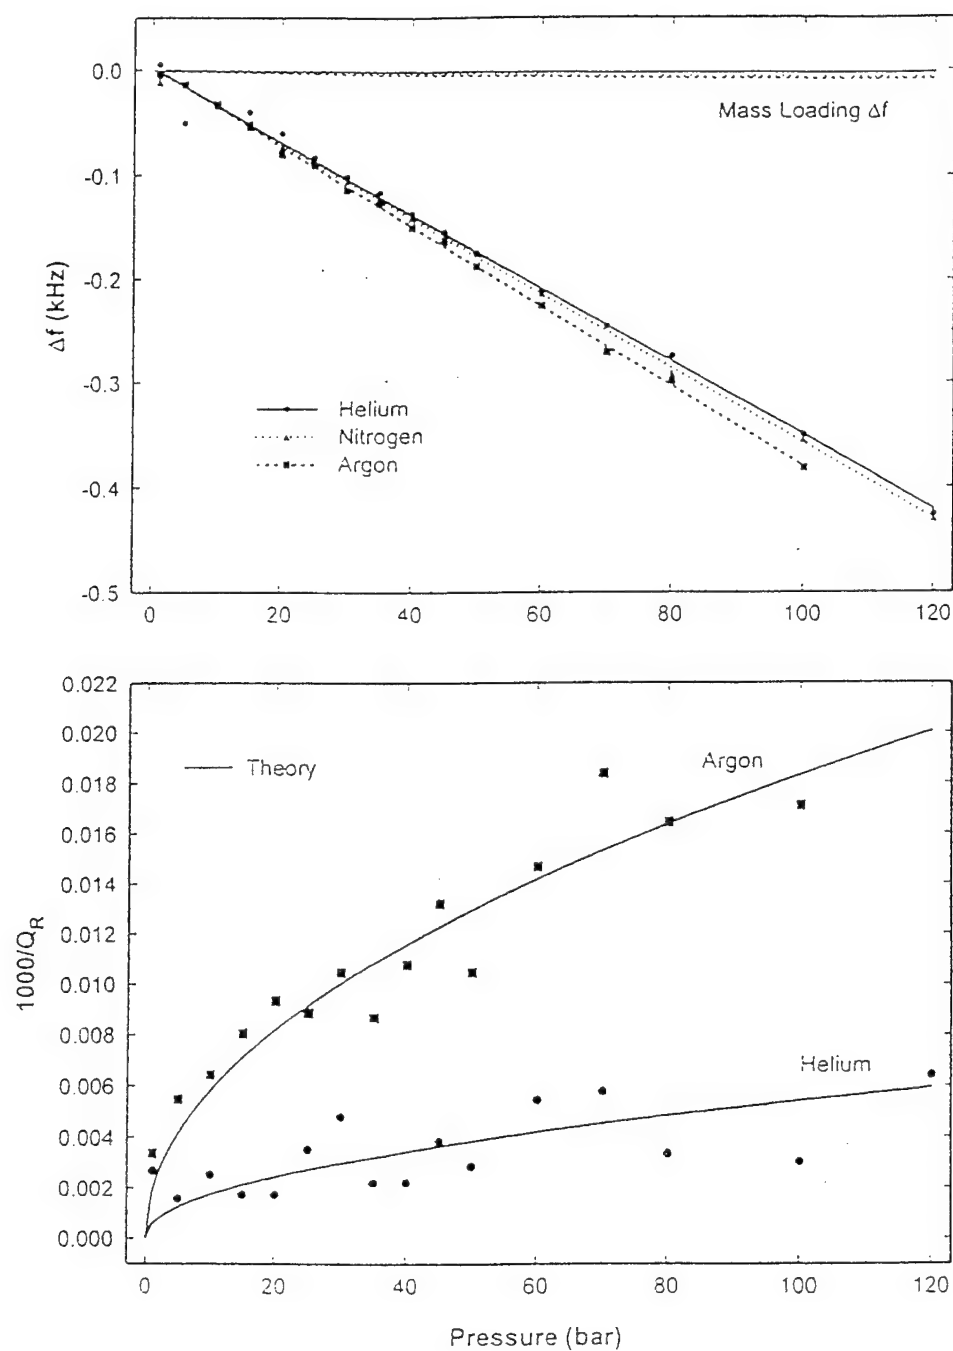 0.0
Mass Loading Δf
-0.1
-0.2
Δf (kHz)
-0.3
Helium
Nitrogen
Argon
-0.4
-0.5
0 20 40 60 80 100 120
0.022
0.020
Theory
Argon
0.018
0.016
0.014
0.012
1000/Q_R
0.010
0.008
Helium
0.006
0.004
0.002
0.000
0 20 40 60 80 100 120
Pressure (bar)